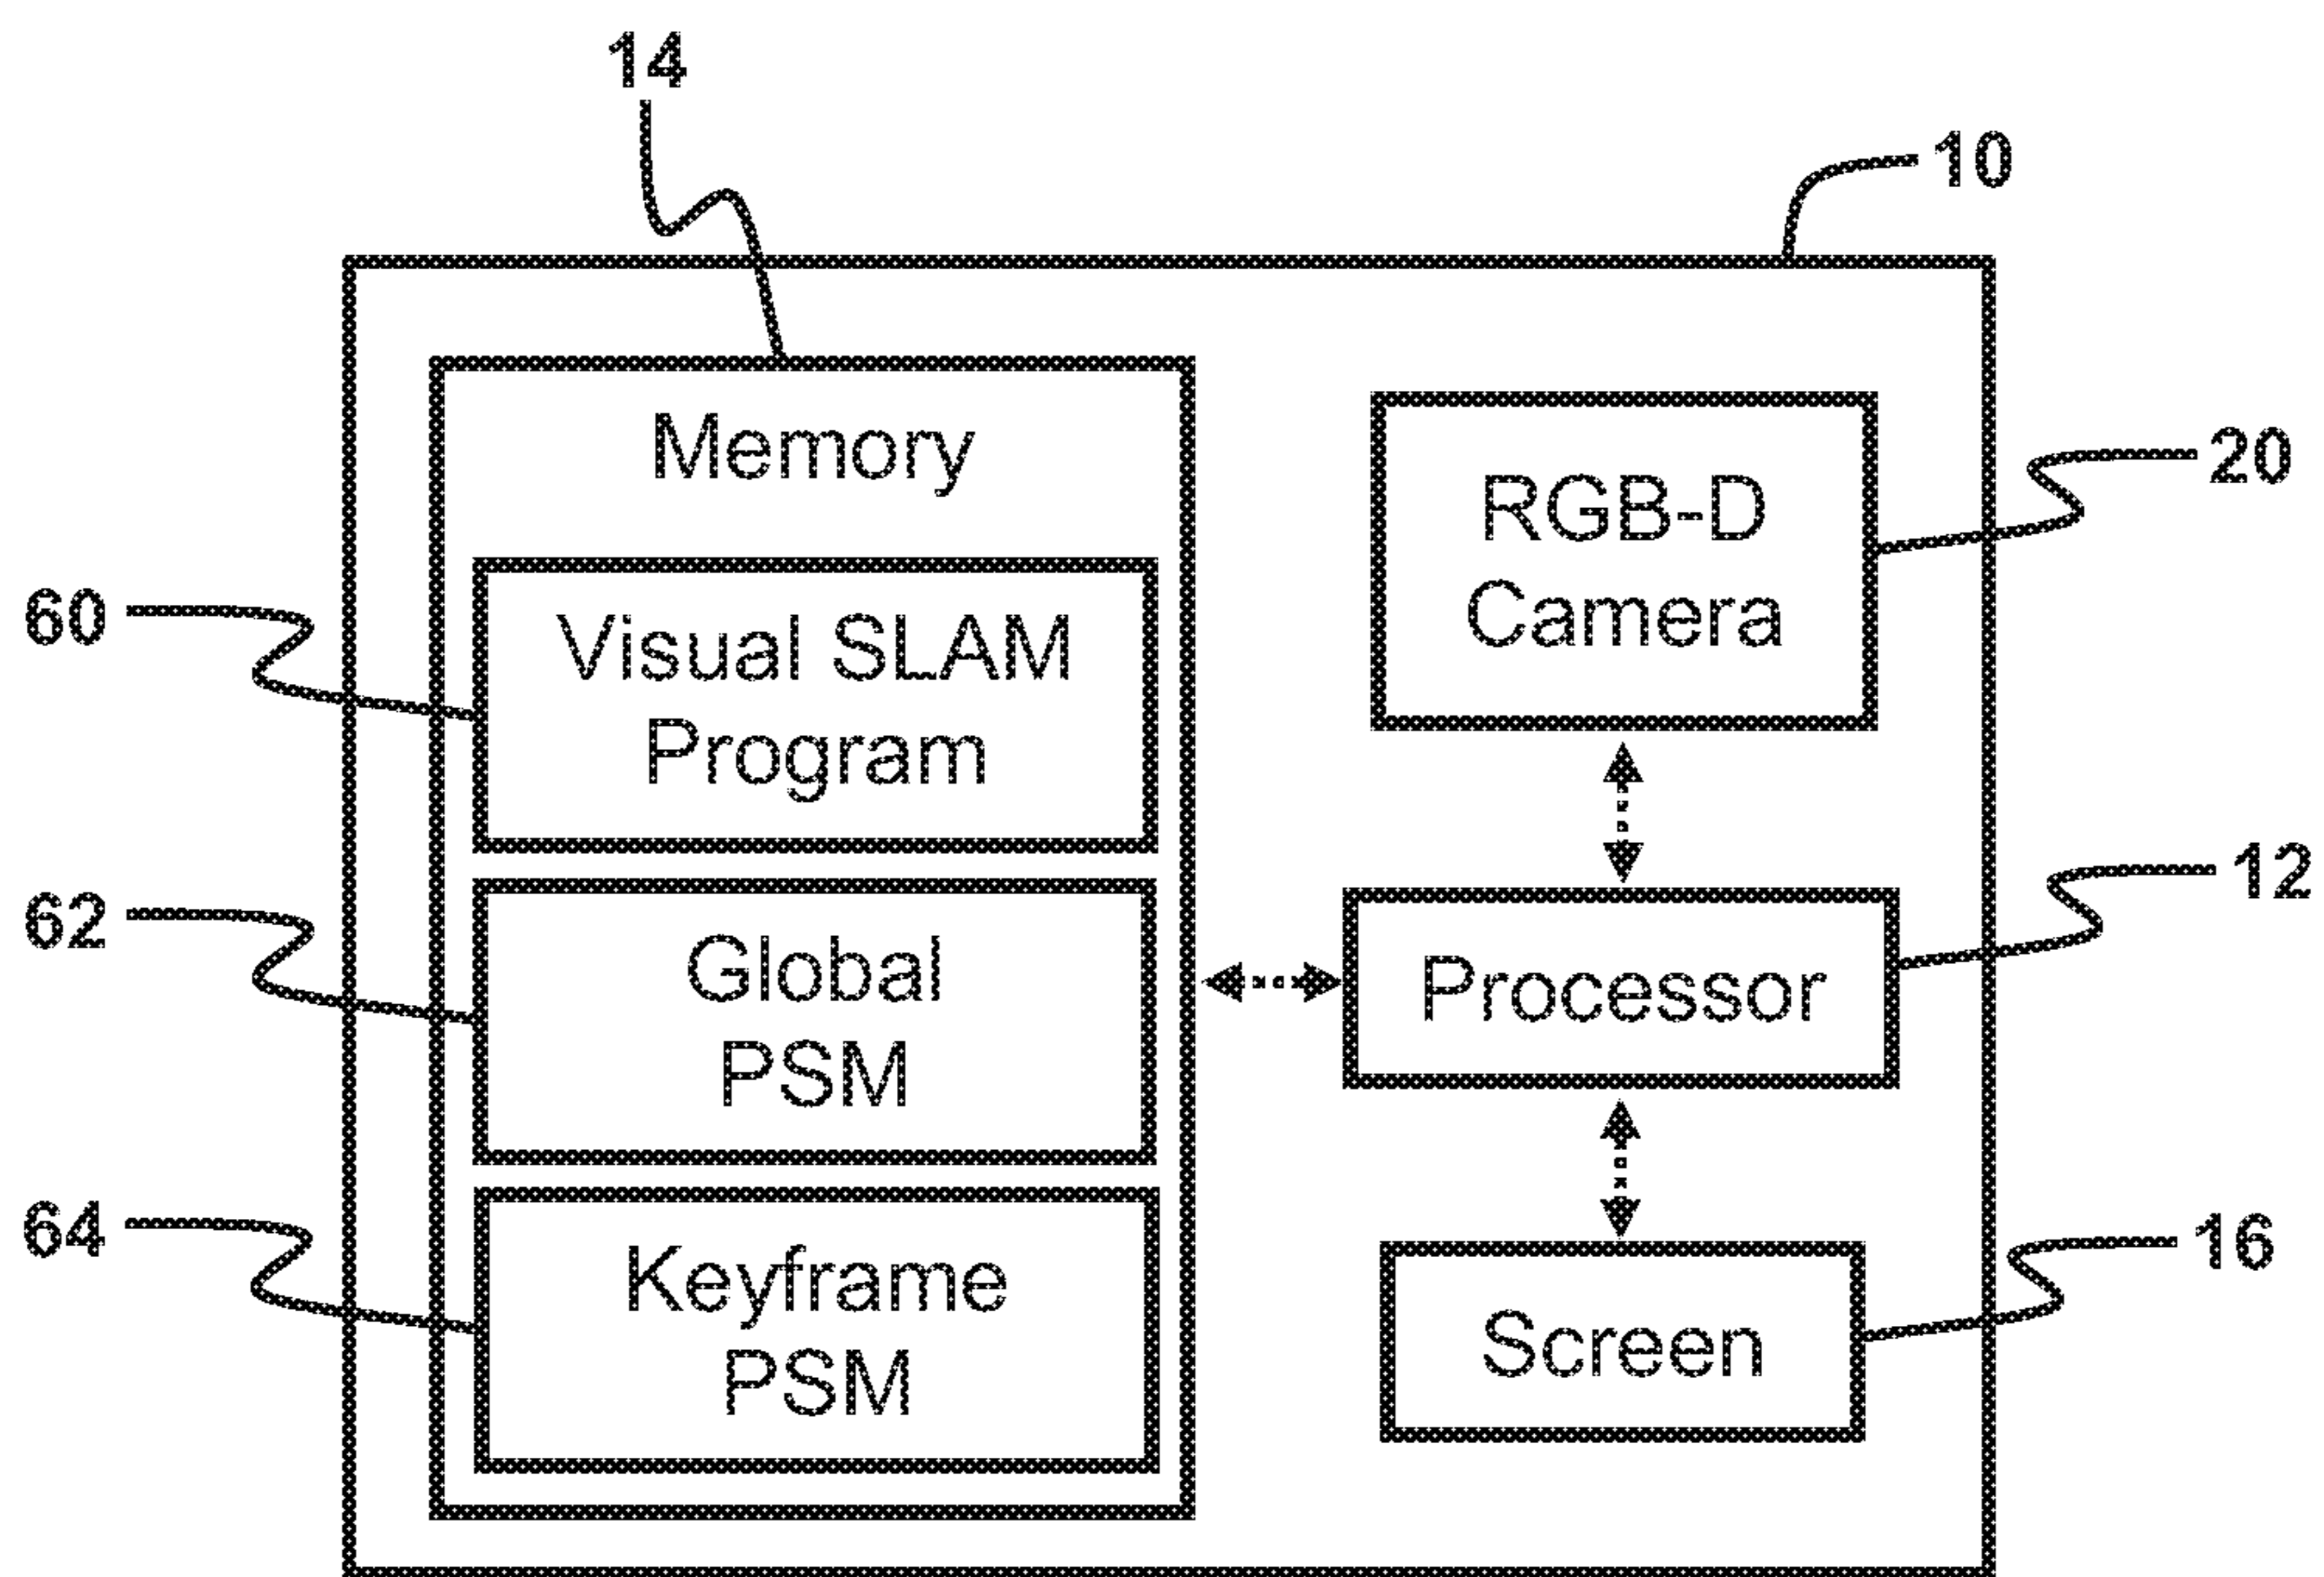 14
10
Memory
RGB-D
Camera
20
60
Visual SLAM
Program
62
Global
PSM
Processor
12
64
Keyframe
PSM
Screen
16